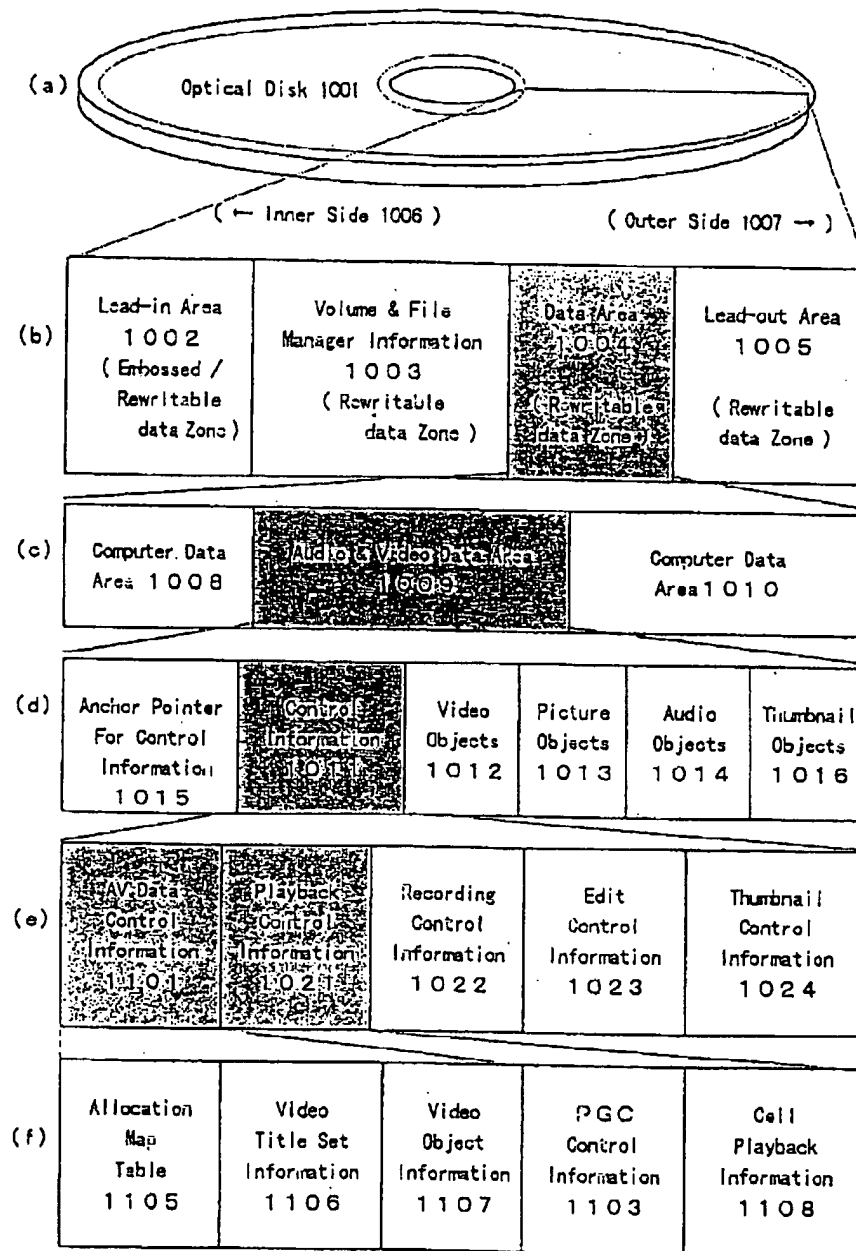 (a)
Optical Disk 1001
( ← Inner Side 1006 )
( Outer Side 1007 → )
(b)
Lead-in Area
1002
( Embossed /
Rewritable
data Zone )
Volume & File
Manager Information
1003
( Rewritable
data Zone )
Data Area
1004
( Rewritable
data Zone )
Lead-out Area
1005
( Rewritable
data Zone )
(c)
Computer Data
Area 1008
Audio & Video Data Area
1009
Computer Data
Area 1010
(d)
Anchor Pointer
For Control
Information
1015
Control
Information
1011
Video
Objects
1012
Picture
Objects
1013
Audio
Objects
1014
Thumbnail
Objects
1016
(e)
AV Data
Control
Information
1101
Playback
Control
Information
1021
Recording
Control
Information
1022
Edit
Control
Information
1023
Thumbnail
Control
Information
1024
(f)
Allocation
Map
Table
1105
Video
Title Set
Information
1106
Video
Object
Information
1107
PGC
Control
Information
1103
Cell
Playback
Information
1108